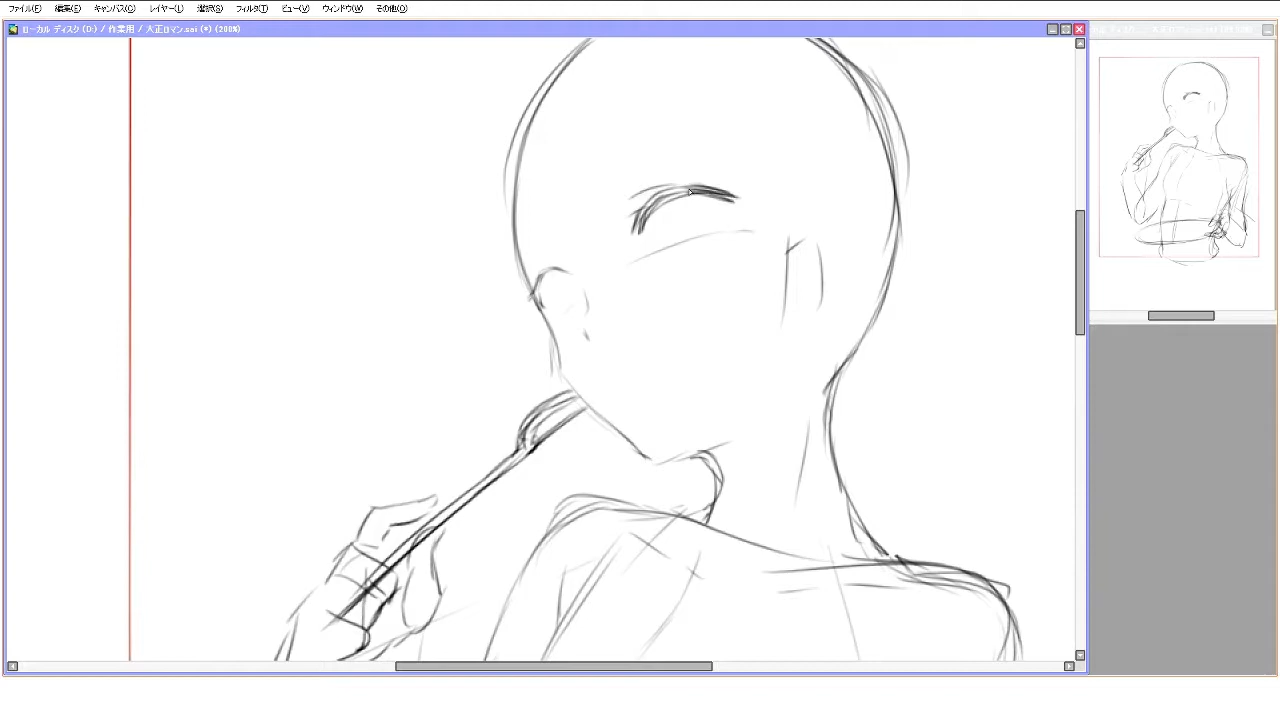 ファイル(F) 編集(E) キャンバス(C) レイヤー(L) 選択(S) フィルタ(T) ビュー(V) ウィンドウ(W) その他(O)
ローカル ディスク (D:) / 作業用 / 大正ロマン.sai (*) (200%)